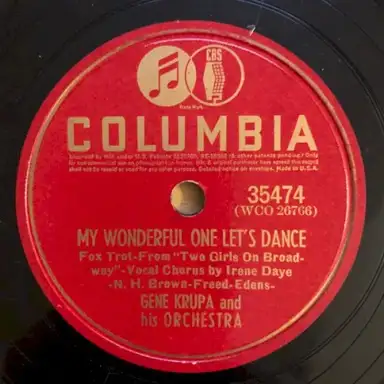 CBS
Trade Mark
COLUMBIA
35474
(WCO 26766)
MY WONDERFUL ONE LET'S DANCE
Fox Trot-From "Two Girls On Broad-
way"-Vocal Chorus by Irene Daye
-N. H. Brown-Freed-Edens-
GENE KRUPA and
his ORCHESTRA